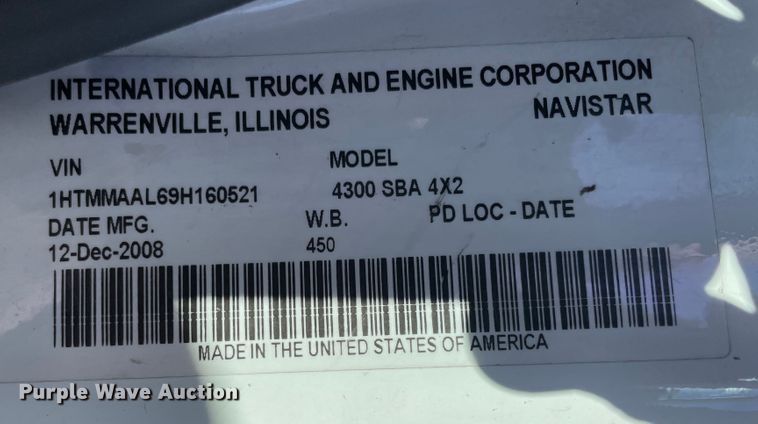 INTERNATIONAL TRUCK AND ENGINE CORPORATION
WARRENVILLE, ILLINOIS NAVISTAR
VIN MODEL
1HTMMAAL69H160521 4300 SBA 4X2
DATE MFG. W.B. PD LOC - DATE
12-Dec-2008 450
MADE IN THE UNITED STATES OF AMERICA
Purple Wave Auction